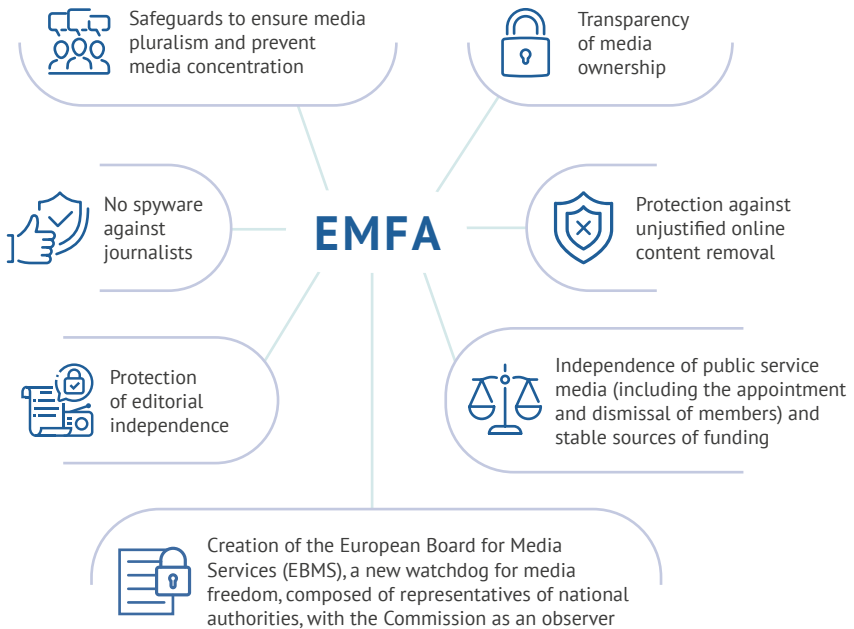 Safeguards to ensure media
pluralism and prevent
media concentration
Transparency
of media
ownership
No spyware
against
journalists
EMFA
Protection against
unjustified online
content removal
Protection
of editorial
independence
Independence of public service
media (including the appointment
and dismissal of members) and
stable sources of funding
Creation of the European Board for Media
Services (EBMS), a new watchdog for media
freedom, composed of representatives of national
authorities, with the Commission as an observer